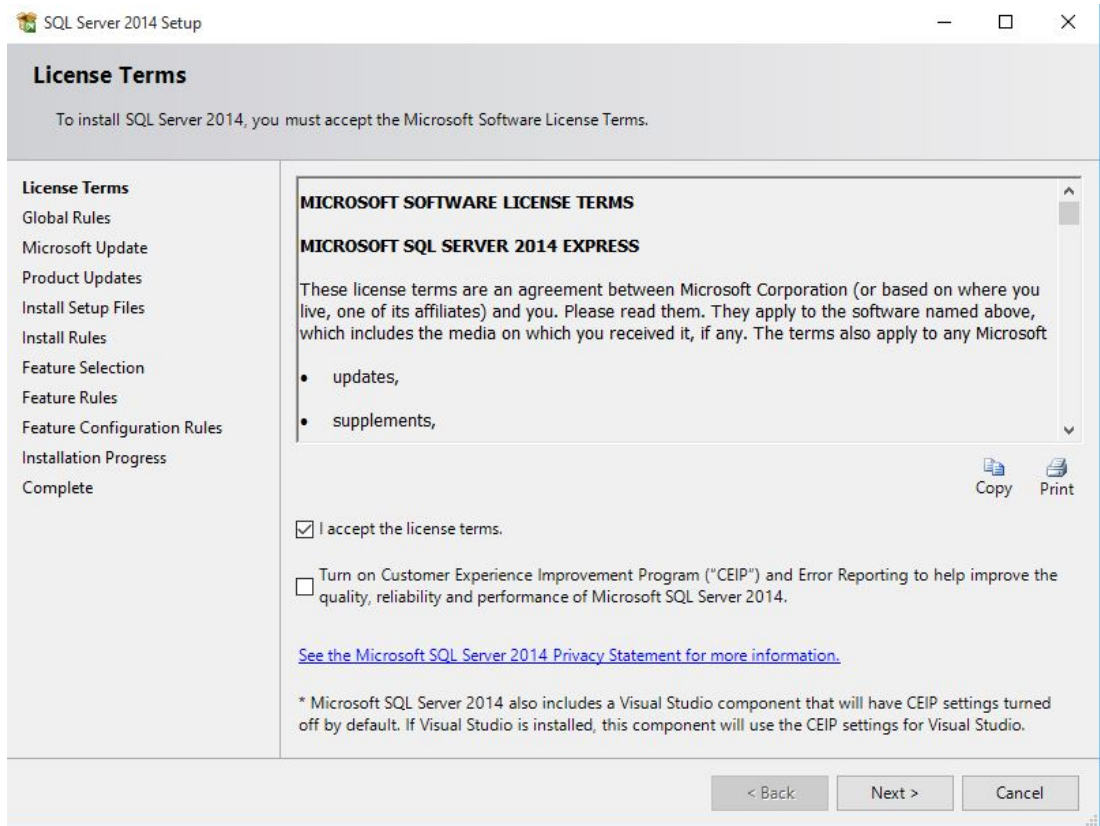 SQL Server 2014 Setup
License Terms
To install SQL Server 2014, you must accept the Microsoft Software License Terms.
License Terms
Global Rules
Microsoft Update
Product Updates
Install Setup Files
Install Rules
Feature Selection
Feature Rules
Feature Configuration Rules
Installation Progress
Complete
MICROSOFT SOFTWARE LICENSE TERMS
MICROSOFT SQL SERVER 2014 EXPRESS
These license terms are an agreement between Microsoft Corporation (or based on where you
live, one of its affiliates) and you. Please read them. They apply to the software named above,
which includes the media on which you received it, if any. The terms also apply to any Microsoft
• updates,
• supplements,
Copy Print
I accept the license terms.
Turn on Customer Experience Improvement Program ("CEIP") and Error Reporting to help improve the
quality, reliability and performance of Microsoft SQL Server 2014.
See the Microsoft SQL Server 2014 Privacy Statement for more information.
* Microsoft SQL Server 2014 also includes a Visual Studio component that will have CEIP settings turned
off by default. If Visual Studio is installed, this component will use the CEIP settings for Visual Studio.
< Back Next > Cancel